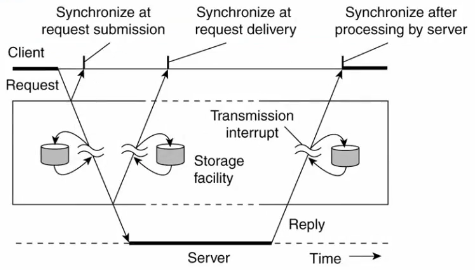 Synchronize at
request submission
Synchronize at
request delivery
Synchronize after
processing by server
Client
Request
Transmission
interrupt
Storage
facility
Reply
Server
Time